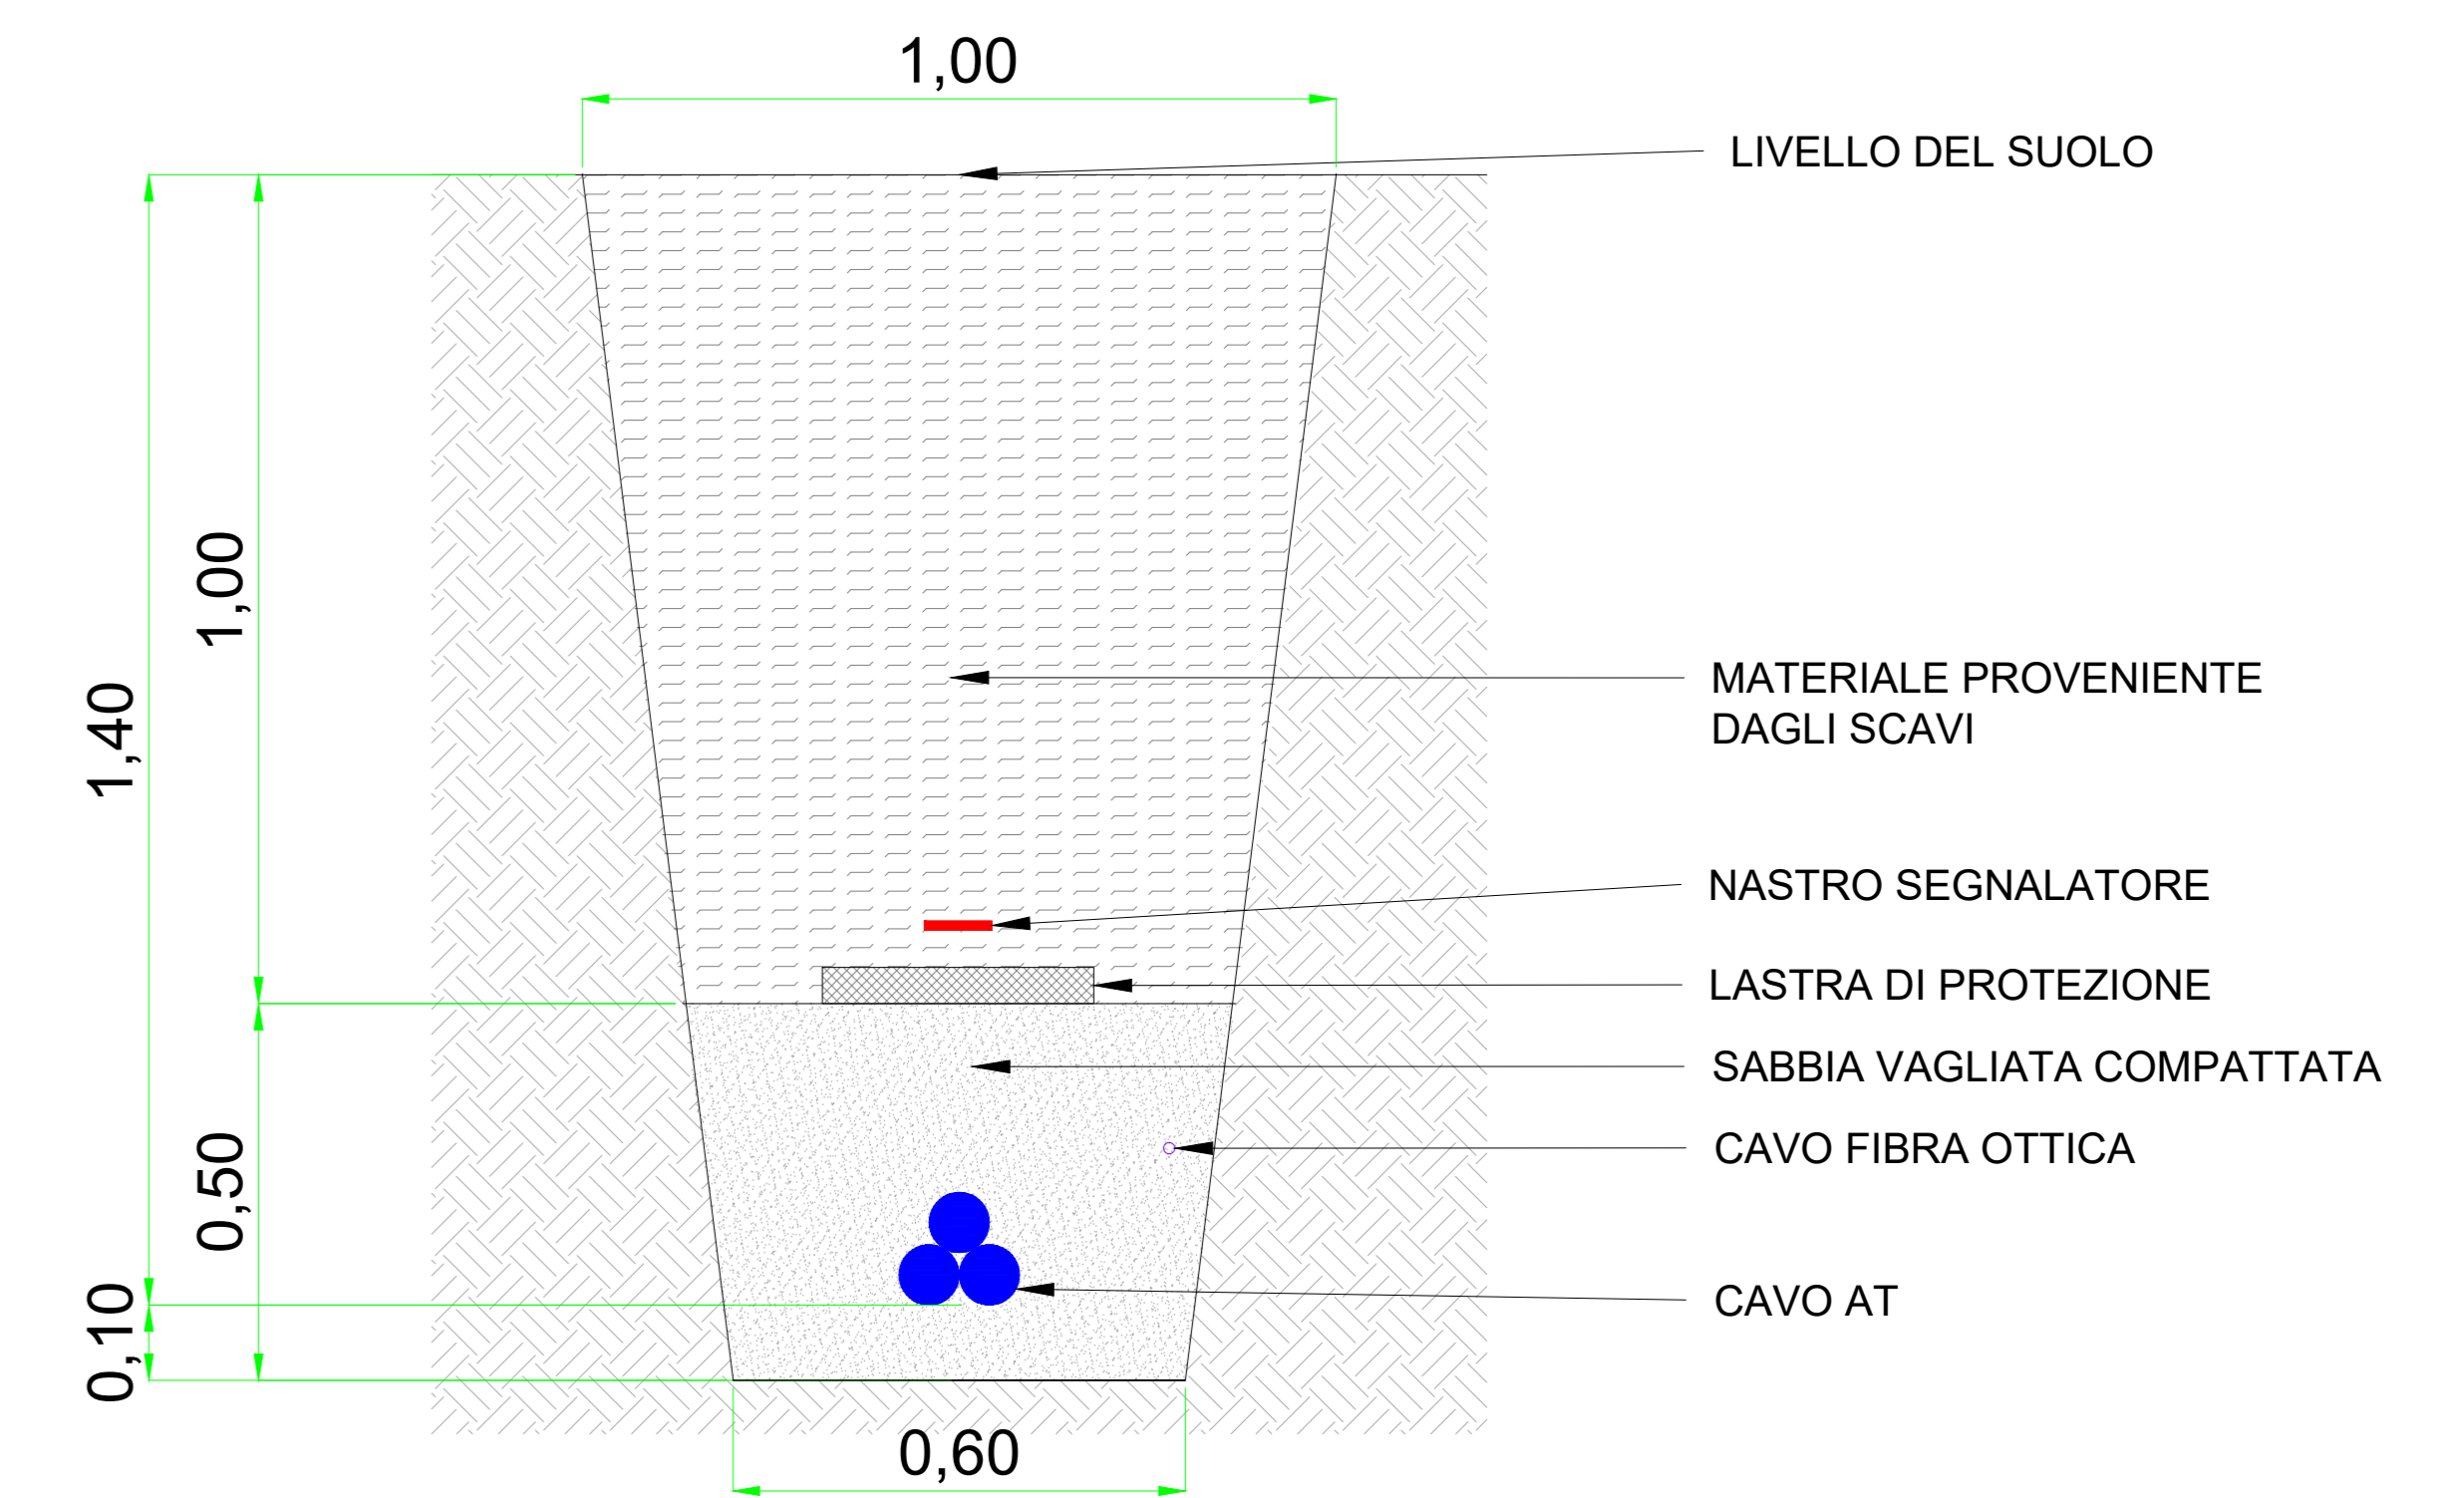 1,00
LIVELLO DEL SUOLO
1,00
1,40
MATERIALE PROVENIENTE
DAGLI SCAVI
NASTRO SEGNALATORE
LASTRA DI PROTEZIONE
SABBIA VAGLIATA COMPATTATA
CAVO FIBRA OTTICA
0,50
CAVO AT
0,10
0,60